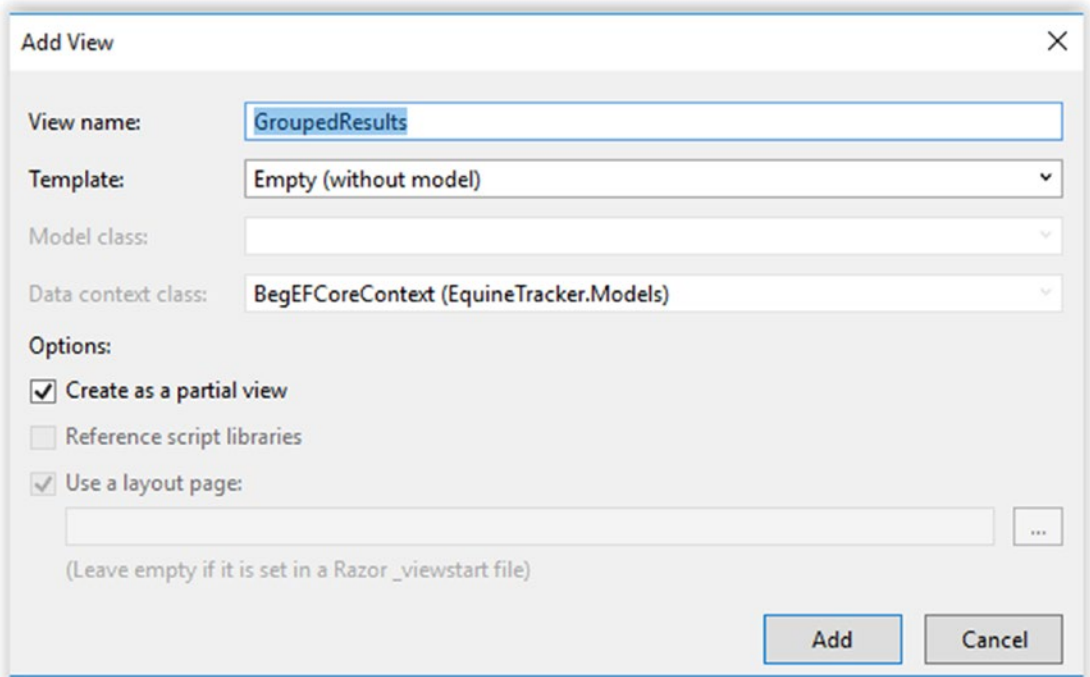 Add View
View name: GroupedResults
Template: Empty (without model)
Model class:
Data context class: BegEFCoreContext (EquineTracker.Models)
Options:
Create as a partial view
Reference script libraries
Use a layout page:
...
(Leave empty if it is set in a Razor _viewstart file)
Add Cancel